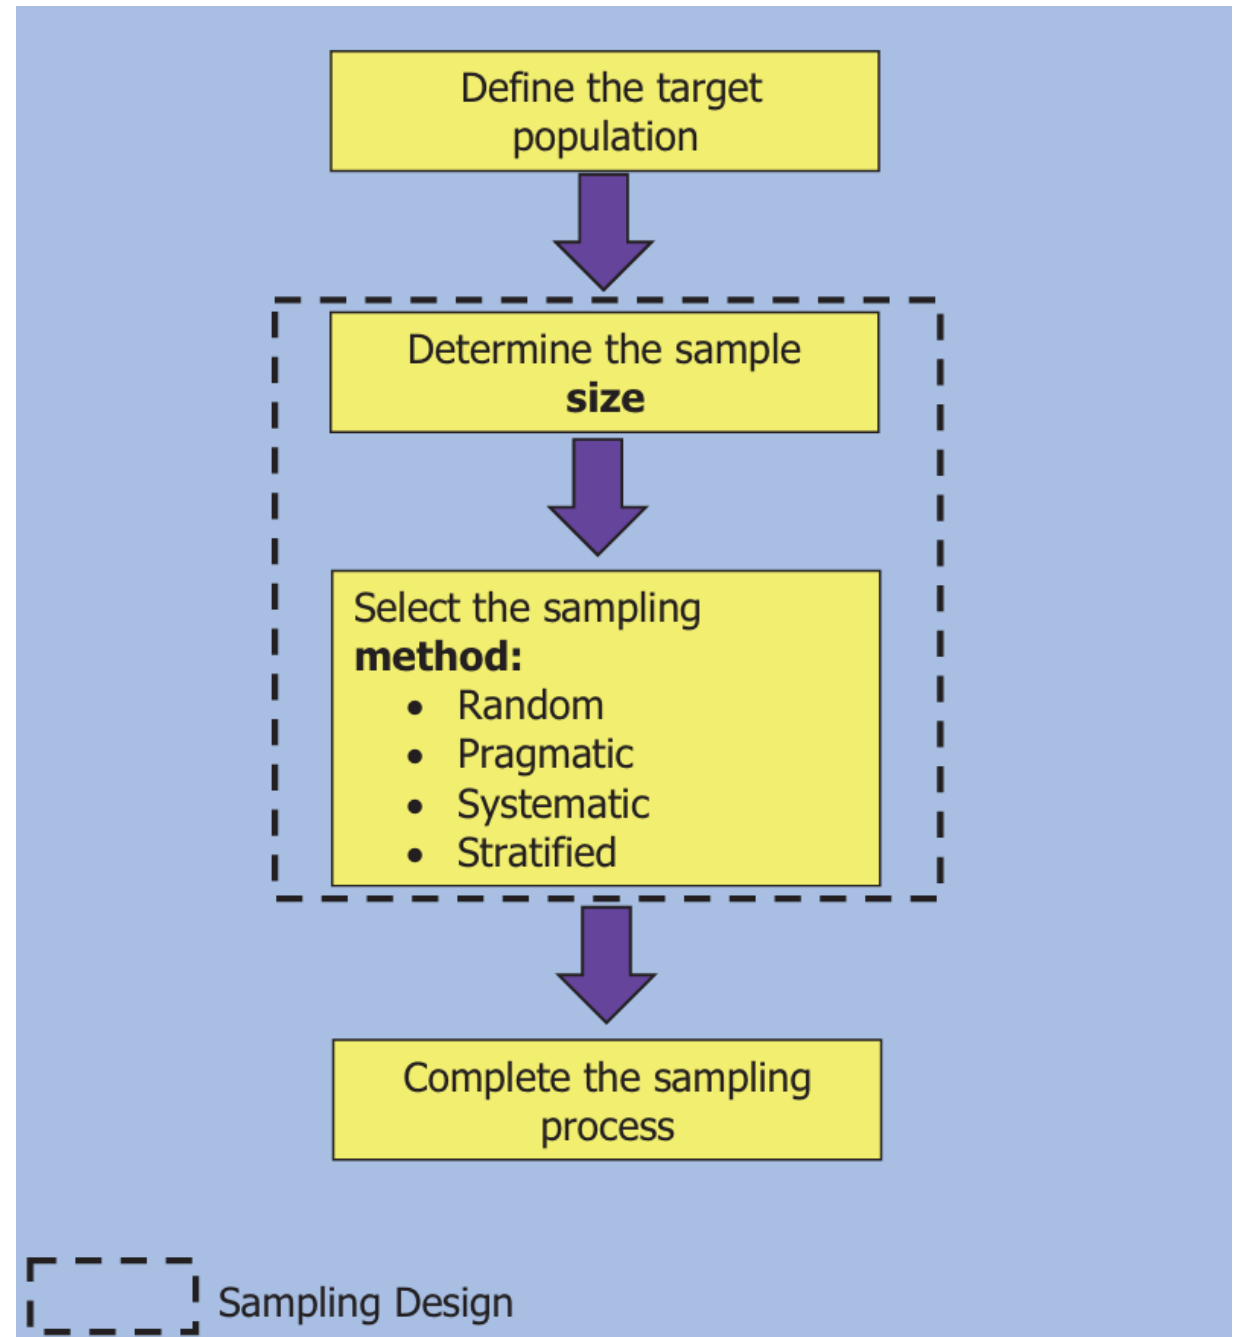 Define the target
population
Determine the sample
size
Select the sampling
method:
• Random
• Pragmatic
• Systematic
• Stratified
Complete the sampling
process
Sampling Design